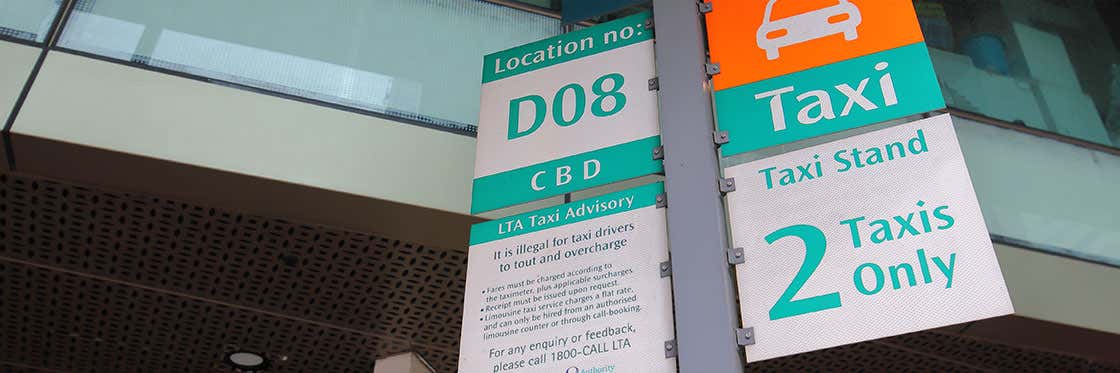 Location no:
D08
CBD
LTA Taxi Advisory
It is illegal for taxi drivers
to tout and overcharge
• Fares must be charged according to
the taximeter, plus applicable surcharges.
• Receipt must be issued upon request.
• Limousine taxi service charges a flat rate,
and can only be hired from an authorised
limousine counter or through call-booking.
For any enquiry or feedback,
please call 1800-CALL LTA
Authority
Taxi
Taxi Stand
2 Taxis
Only